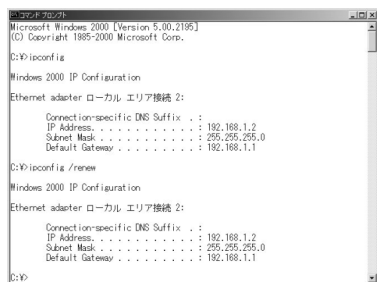 コマンド プロンプト
Microsoft Windows 2000 [Version 5.00.2195]
(C) Copyright 1985-2000 Microsoft Corp.
C:¥>ipconfig
Windows 2000 IP Configuration
Ethernet adapter ローカル エリア接続 2:
Connection-specific DNS Suffix . :
IP Address. . . . . . . . . . . . : 192.168.1.2
Subnet Mask . . . . . . . . . . . : 255.255.255.0
Default Gateway . . . . . . . . . : 192.168.1.1
C:¥>ipconfig /renew
Windows 2000 IP Configuration
Ethernet adapter ローカル エリア接続 2:
Connection-specific DNS Suffix . :
IP Address. . . . . . . . . . . . : 192.168.1.2
Subnet Mask . . . . . . . . . . . : 255.255.255.0
Default Gateway . . . . . . . . . : 192.168.1.1
C:¥>